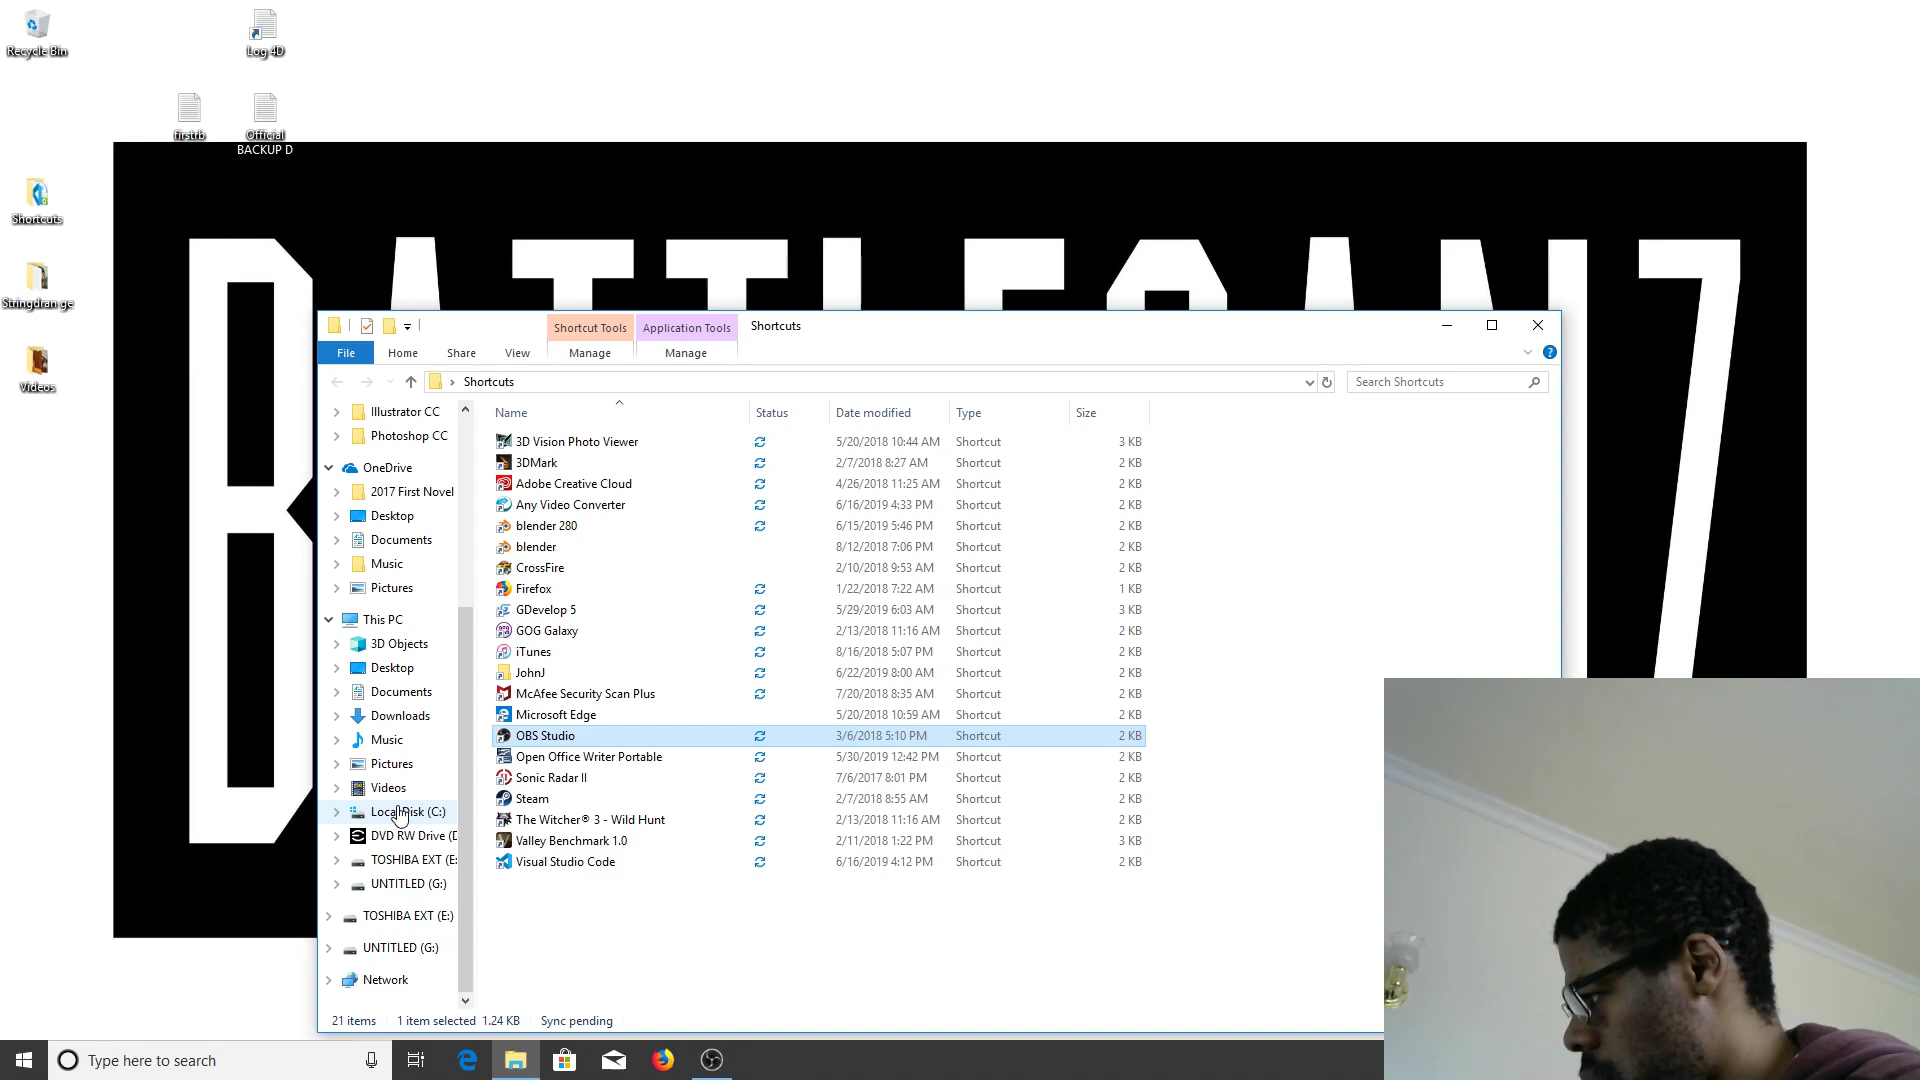 Recycle Bin
Log 4D
firstrb
Official
BACKUP D
Shortcuts
Stringdran ge
Videos
BATTLECAN7
Shortcut Tools
Application Tools
Shortcuts
File
Home
Share
View
Manage
Manage
Shortcuts
Search Shortcuts
Illustrator CC
Photoshop CC
OneDrive
2017 First Novel
Desktop
Documents
Music
Pictures
This PC
3D Objects
Desktop
Documents
Downloads
Music
Pictures
Videos
Local Disk (C:)
DVD RW Drive (D
TOSHIBA EXT (E:
UNTITLED (G:)
TOSHIBA EXT (E:)
UNTITLED (G:)
Network
Name Status Date modified Type Size
3D Vision Photo Viewer 5/20/2018 10:44 AM Shortcut 3 KB
3DMark 2/7/2018 8:27 AM Shortcut 2 KB
Adobe Creative Cloud 4/26/2018 11:25 AM Shortcut 2 KB
Any Video Converter 6/16/2019 4:33 PM Shortcut 2 KB
blender 280 6/15/2019 5:46 PM Shortcut 2 KB
blender 8/12/2018 7:06 PM Shortcut 2 KB
CrossFire 2/10/2018 9:53 AM Shortcut 2 KB
Firefox 1/22/2018 7:22 AM Shortcut 1 KB
GDevelop 5 5/29/2019 6:03 AM Shortcut 3 KB
GOG Galaxy 2/13/2018 11:16 AM Shortcut 2 KB
iTunes 8/16/2018 5:07 PM Shortcut 2 KB
JohnJ 6/22/2019 8:00 AM Shortcut 2 KB
McAfee Security Scan Plus 7/20/2018 8:35 AM Shortcut 2 KB
Microsoft Edge 5/20/2018 10:59 AM Shortcut 2 KB
OBS Studio 3/6/2018 5:10 PM Shortcut 2 KB
Open Office Writer Portable 5/30/2019 12:42 PM Shortcut 2 KB
Sonic Radar II 7/6/2017 8:01 PM Shortcut 2 KB
Steam 2/7/2018 8:55 AM Shortcut 2 KB
The Witcher® 3 - Wild Hunt 2/13/2018 11:16 AM Shortcut 2 KB
Valley Benchmark 1.0 2/11/2018 1:22 PM Shortcut 3 KB
Visual Studio Code 6/16/2019 4:12 PM Shortcut 2 KB
21 items 1 item selected 1.24 KB Sync pending
Type here to search